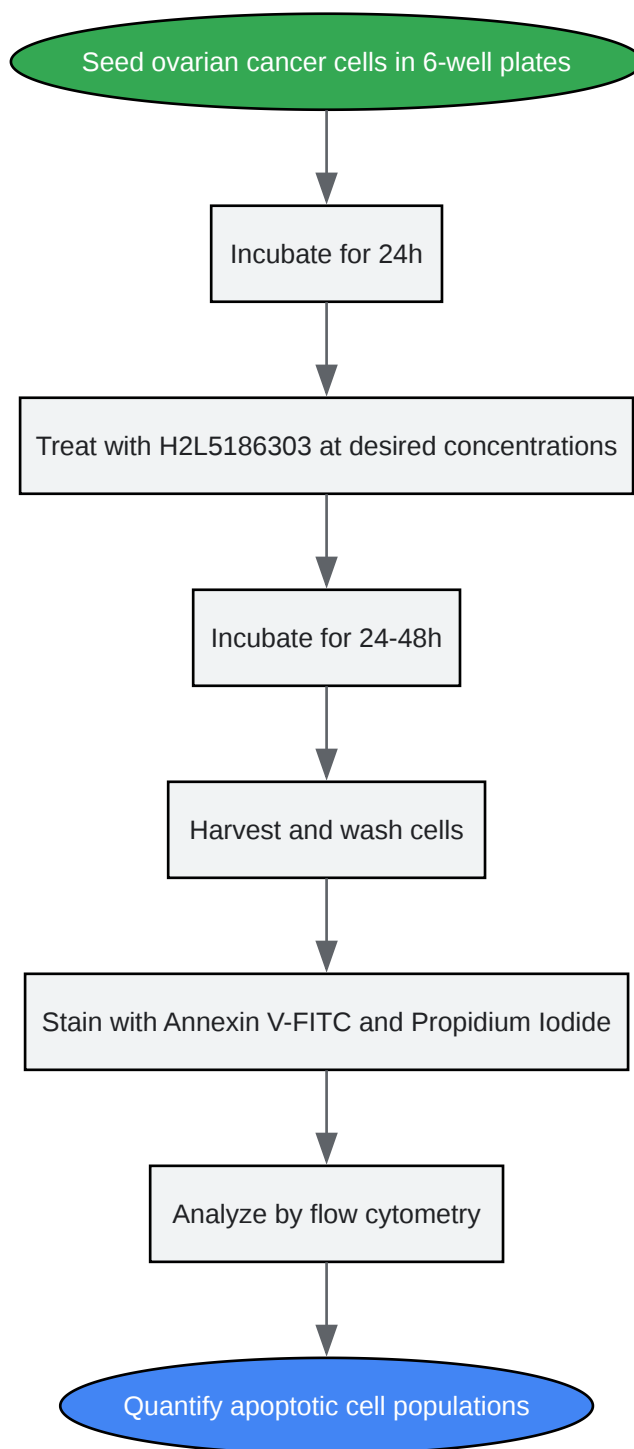 Seed ovarian cancer cells in 6-well plates
Incubate for 24h
Treat with H2L5186303 at desired concentrations
Incubate for 24-48h
Harvest and wash cells
Stain with Annexin V-FITC and Propidium Iodide
Analyze by flow cytometry
Quantify apoptotic cell populations